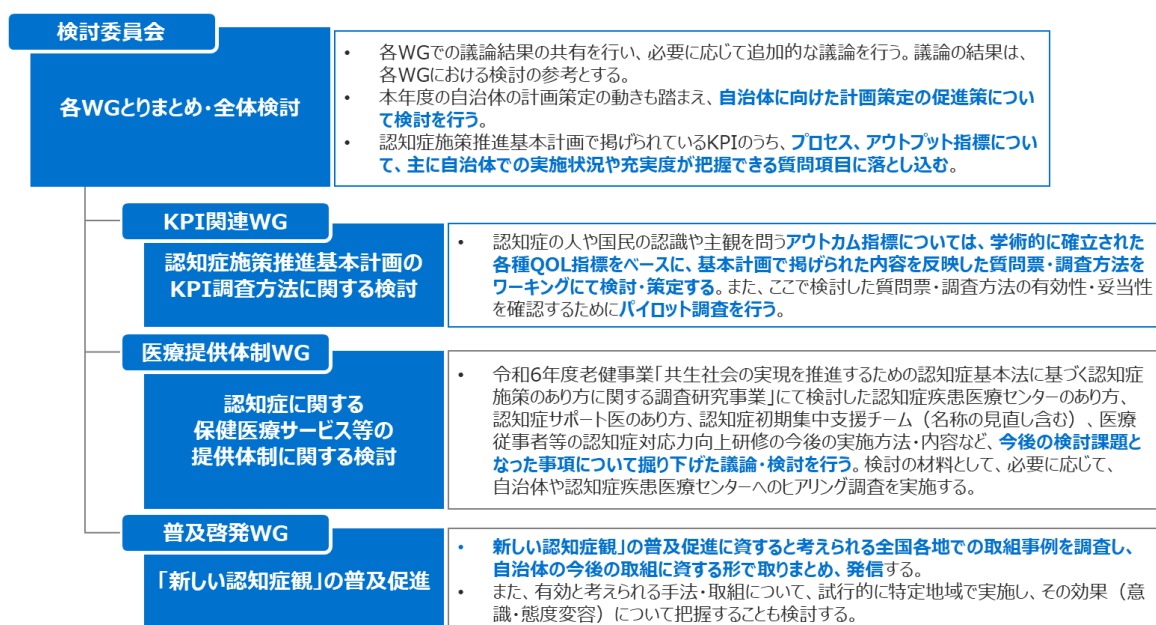 検討委員会
各WGとりまとめ・全体検討
• 各WGでの議論結果の共有を行い、必要に応じて追加的な議論を行う。議論の結果は、
各WGにおける検討の参考とする。
• 本年度の自治体の計画策定の動きも踏まえ、自治体に向けた計画策定の促進策につい
て検討を行う。
• 認知症施策推進基本計画で掲げられているKPIのうち、プロセス、アウトプット指標につい
て、主に自治体での実施状況や充実度が把握できる質問項目に落とし込む。
KPI関連WG
認知症施策推進基本計画の
KPI調査方法に関する検討
• 認知症の人や国民の認識や主観を問うアウトカム指標については、学術的に確立された
各種QOL指標をベースに、基本計画で掲げられた内容を反映した質問票・調査方法を
ワーキングにて検討・策定する。また、ここで検討した質問票・調査方法の有効性・妥当性
を確認するためにパイロット調査を行う。
医療提供体制WG
認知症に関する
保健医療サービス等の
提供体制に関する検討
• 令和6年度老健事業「共生社会の実現を推進するための認知症基本法に基づく認知症
施策のあり方に関する調査研究事業」にて検討した認知症疾患医療センターのあり方、
認知症サポート医のあり方、認知症初期集中支援チーム（名称の見直し含む）、医療
従事者等の認知症対応力向上研修の今後の実施方法・内容など、今後の検討課題と
なった事項について掘り下げた議論・検討を行う。検討の材料として、必要に応じて、
自治体や認知症疾患医療センターへのヒアリング調査を実施する。
普及啓発WG
「新しい認知症観」の普及促進
• 新しい認知症観」の普及促進に資すると考えられる全国各地での取組事例を調査し、
自治体の今後の取組に資する形で取りまとめ、発信する。
• また、有効と考えられる手法・取組について、試行的に特定地域で実施し、その効果（意
識・態度変容）について把握することも検討する。